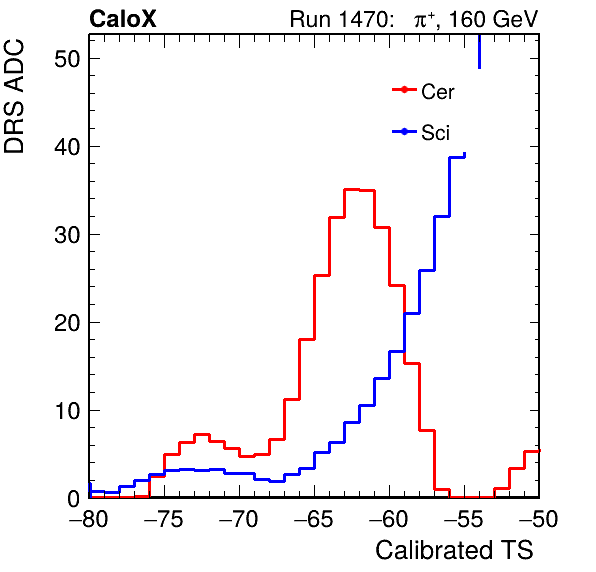 CaloX Run 1470: π⁺, 160 GeV
DRS ADC
50
40
30
20
10
0
Cer
Sci
−80 −75 −70 −65 −60 −55 −50
Calibrated TS